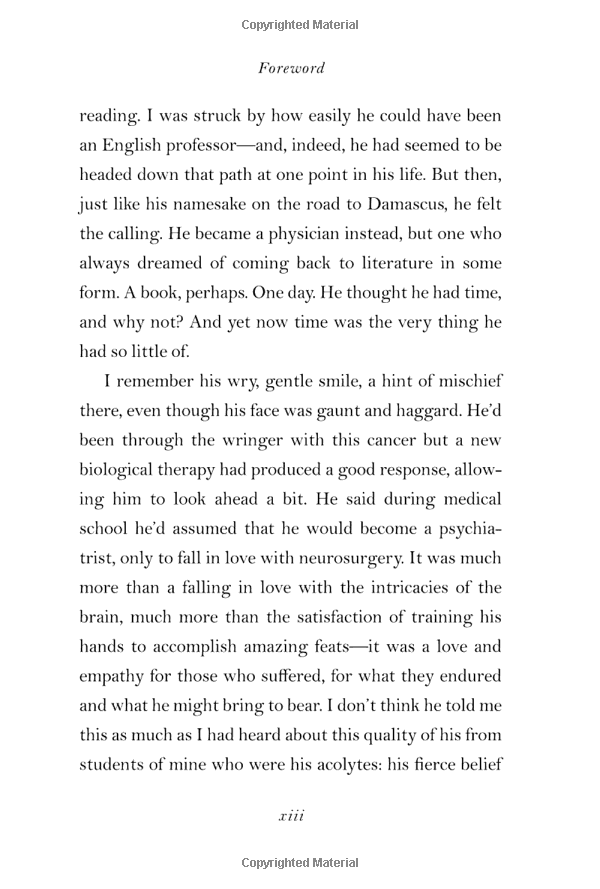 Copyrighted Material
Foreword
reading. I was struck by how easily he could have been
an English professor—and, indeed, he had seemed to be
headed down that path at one point in his life. But then,
just like his namesake on the road to Damascus, he felt
the calling. He became a physician instead, but one who
always dreamed of coming back to literature in some
form. A book, perhaps. One day. He thought he had time,
and why not? And yet now time was the very thing he
had so little of.
I remember his wry, gentle smile, a hint of mischief
there, even though his face was gaunt and haggard. He’d
been through the wringer with this cancer but a new
biological therapy had produced a good response, allow-
ing him to look ahead a bit. He said during medical
school he’d assumed that he would become a psychia-
trist, only to fall in love with neurosurgery. It was much
more than a falling in love with the intricacies of the
brain, much more than the satisfaction of training his
hands to accomplish amazing feats—it was a love and
empathy for those who suffered, for what they endured
and what he might bring to bear. I don’t think he told me
this as much as I had heard about this quality of his from
students of mine who were his acolytes: his fierce belief
xiii
Copyrighted Material